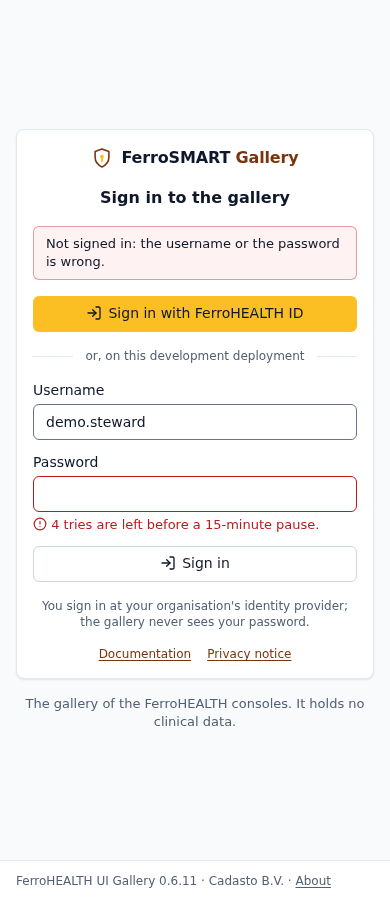 FerroSMART Gallery
Sign in to the gallery
Not signed in: the username or the password
is wrong.
Sign in with FerroHEALTH ID
or, on this development deployment
Username
demo.steward
Password
4 tries are left before a 15-minute pause.
Sign in
You sign in at your organisation's identity provider;
the gallery never sees your password.
Documentation Privacy notice
The gallery of the FerroHEALTH consoles. It holds no
clinical data.
FerroHEALTH UI Gallery 0.6.11 · Cadasto B.V. · About